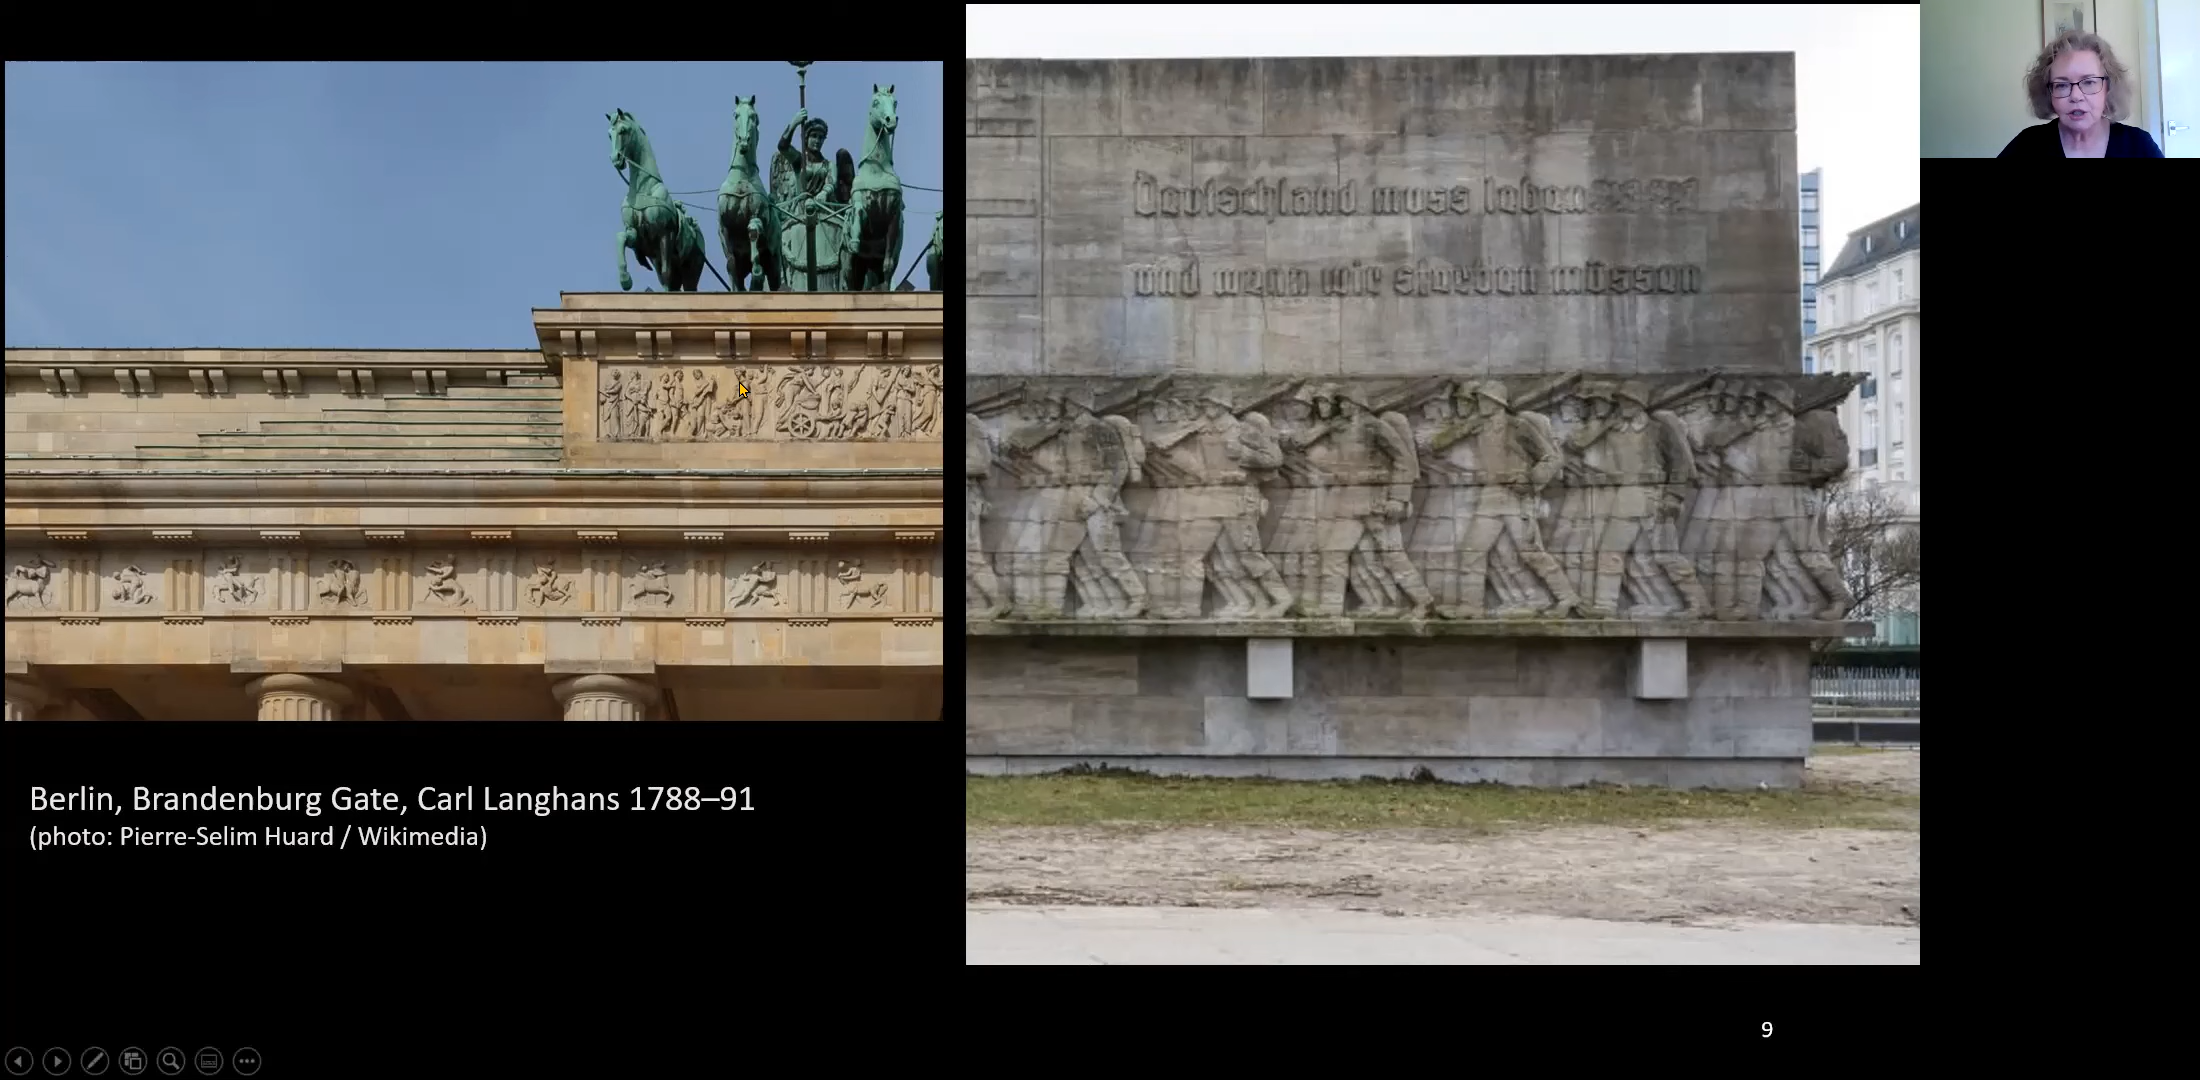 Deutschland muss leben
und wenn wir sterben müssen
Berlin, Brandenburg Gate, Carl Langhans 1788–91
(photo: Pierre-Selim Huard / Wikimedia)
9